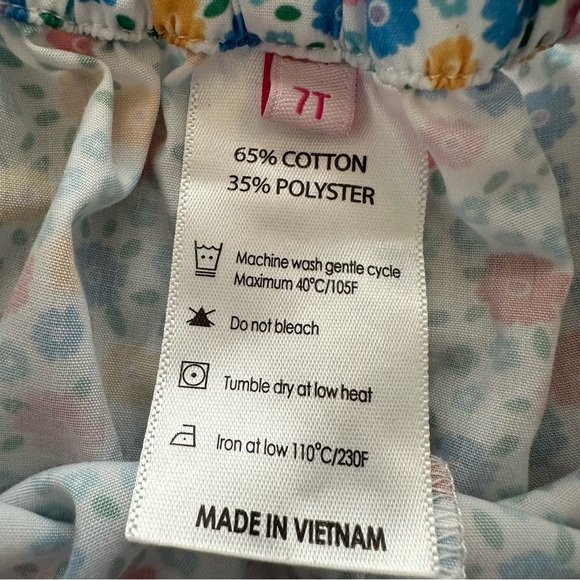 7T
65% COTTON
35% POLYSTER
Machine wash gentle cycle
Maximum 40°C/105F
Do not bleach
Tumble dry at low heat
Iron at low 110°C/230F
MADE IN VIETNAM